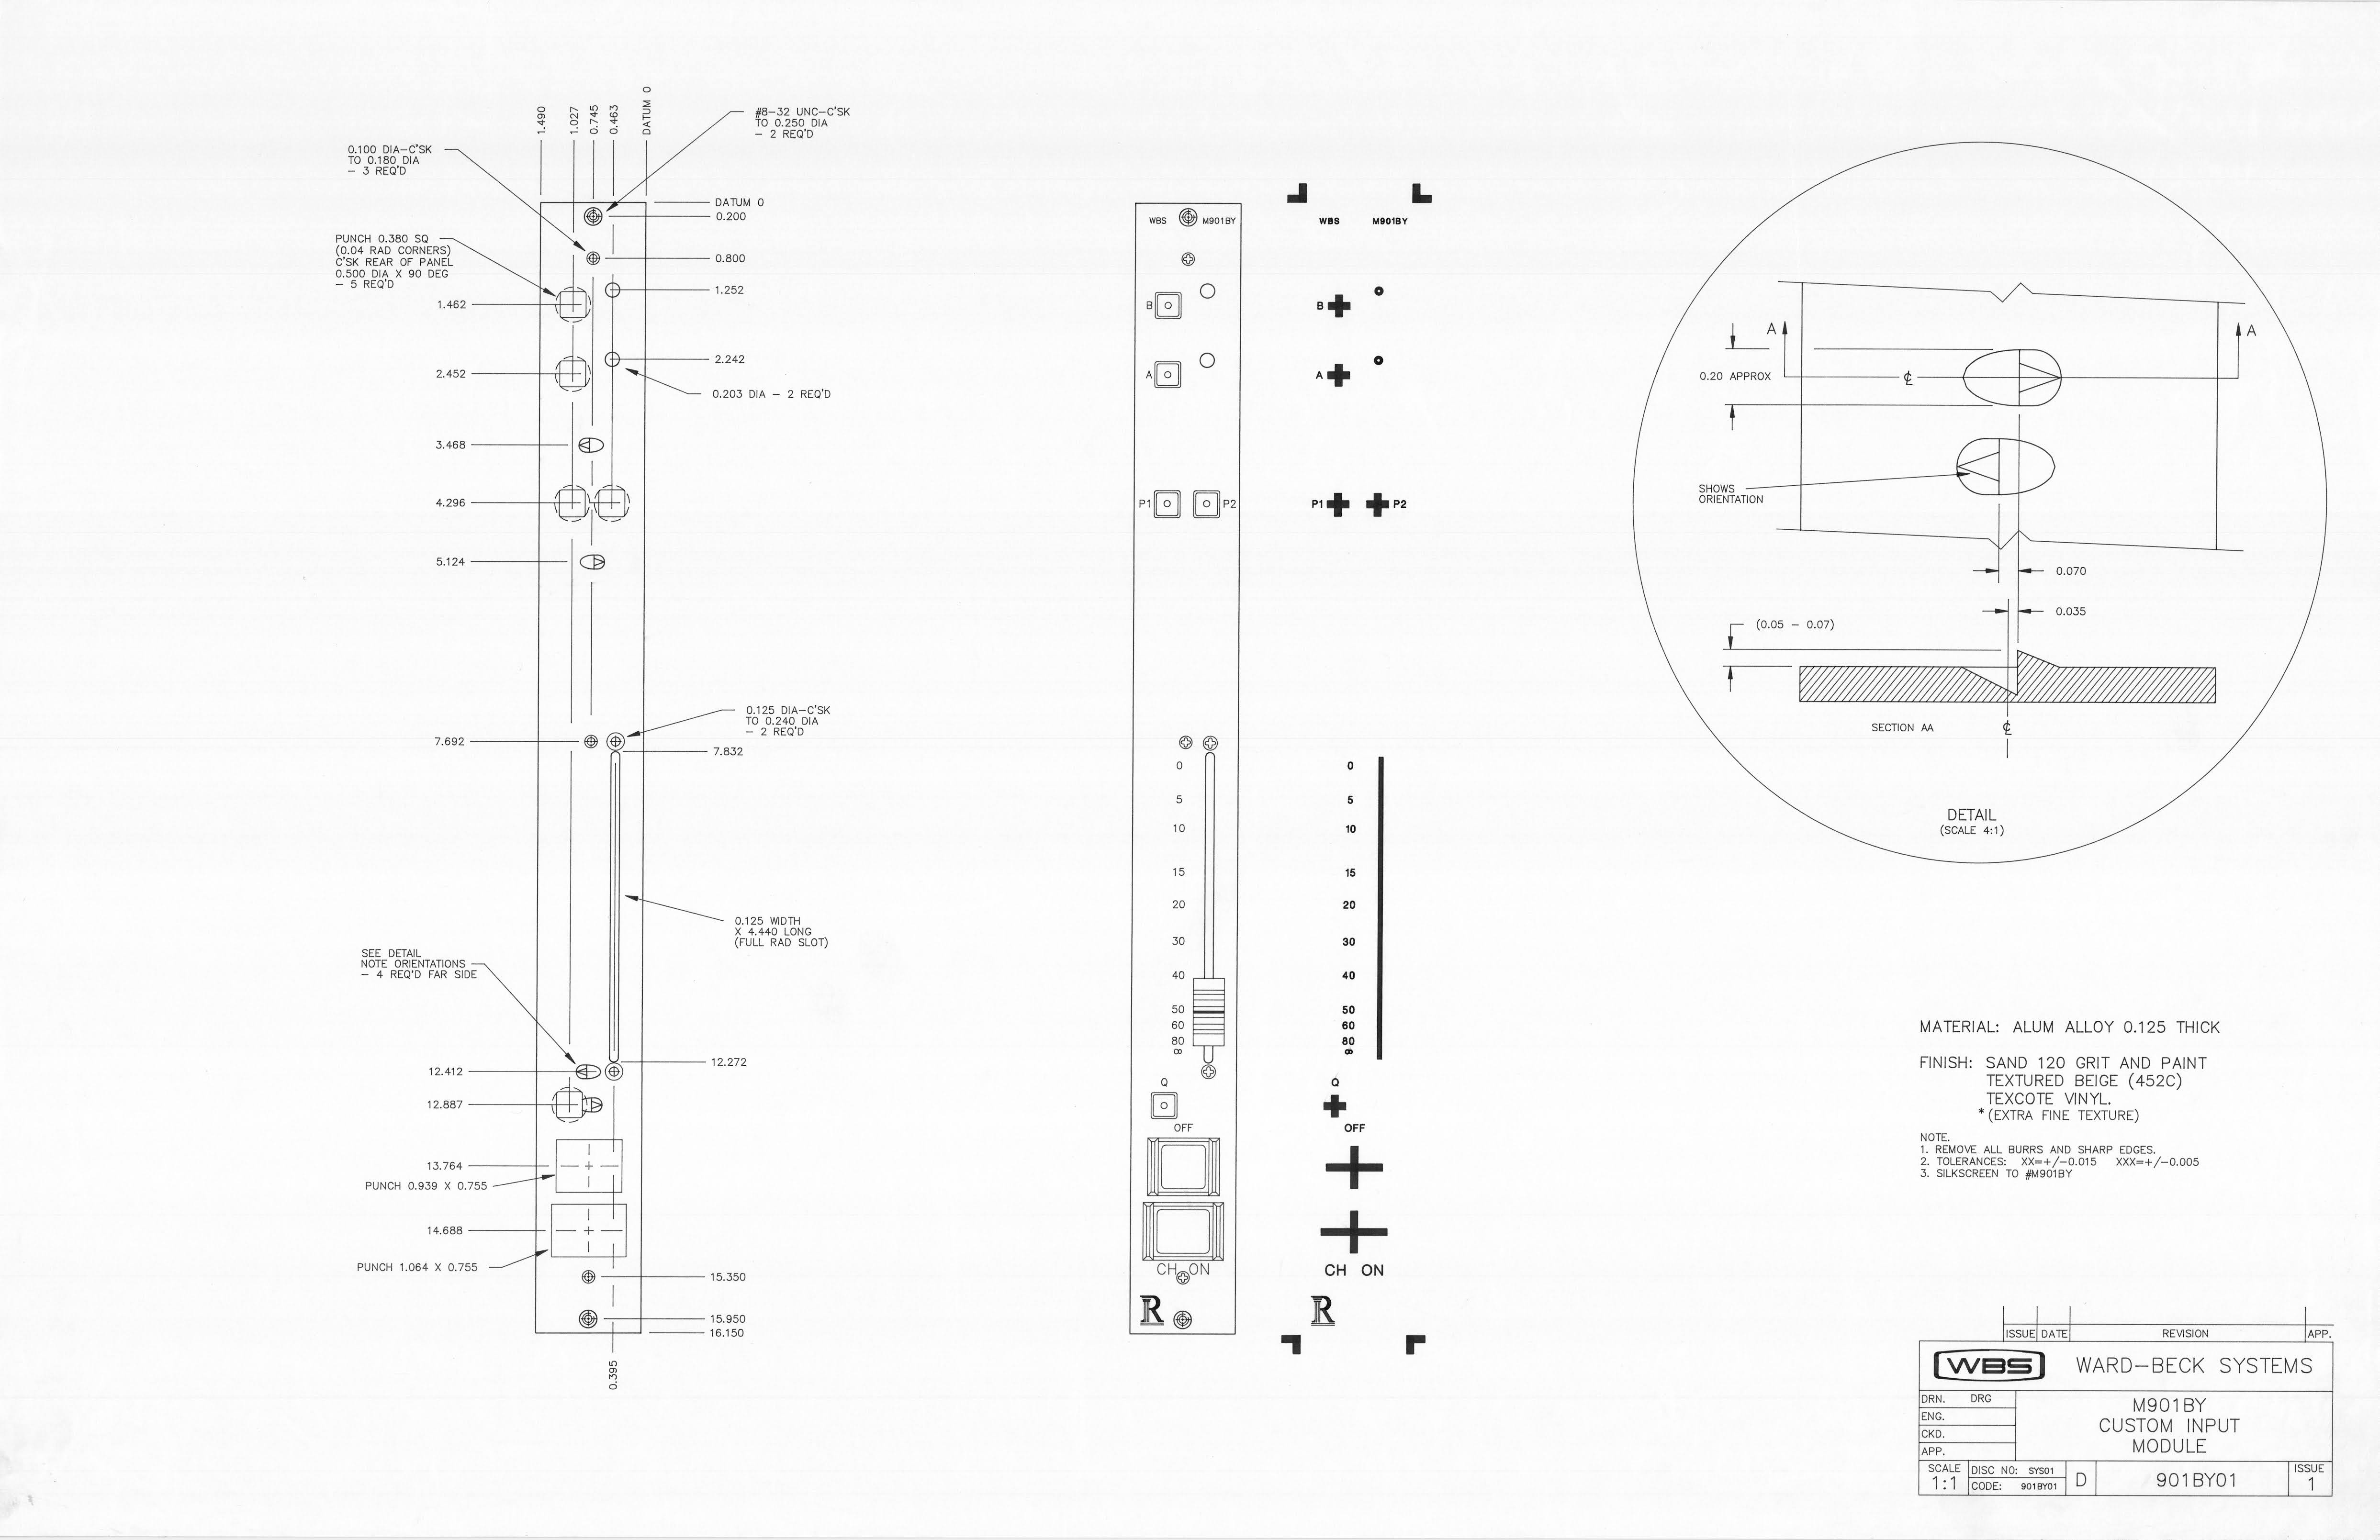 1.490
1.027
0.745
0.463
DATUM 0
#8-32 UNC-C'SK
TO 0.250 DIA
- 2 REQ'D
0.100 DIA-C'SK
TO 0.180 DIA
- 3 REQ'D
DATUM 0
0.200
PUNCH 0.380 SQ
(0.04 RAD CORNERS)
C'SK REAR OF PANEL
0.500 DIA X 90 DEG
- 5 REQ'D
0.800
1.252
1.462
2.242
2.452
0.203 DIA - 2 REQ'D
3.468
4.296
5.124
0.125 DIA-C'SK
TO 0.240 DIA
- 2 REQ'D
7.692
7.832
0.125 WIDTH
X 4.440 LONG
(FULL RAD SLOT)
SEE DETAIL
NOTE ORIENTATIONS
- 4 REQ'D FAR SIDE
12.272
12.412
12.887
13.764
PUNCH 0.939 X 0.755
14.688
PUNCH 1.064 X 0.755
15.350
15.950
16.150
0.395
WBS M901BY
B
A
P1 P2
0
5
10
15
20
30
40
50
60
80
∞
Q
OFF
CH ON
R
WBS M901BY
B
A
P1 P2
0
5
10
15
20
30
40
50
60
80
∞
Q
OFF
CH ON
R
A A
0.20 APPROX
℄
SHOWS
ORIENTATION
0.070
0.035
(0.05 - 0.07)
SECTION AA
℄
DETAIL
(SCALE 4:1)
MATERIAL: ALUM ALLOY 0.125 THICK
FINISH: SAND 120 GRIT AND PAINT
TEXTURED BEIGE (452C)
TEXCOTE VINYL.
*(EXTRA FINE TEXTURE)
NOTE.
1. REMOVE ALL BURRS AND SHARP EDGES.
2. TOLERANCES: XX=+/-0.015 XXX=+/-0.005
3. SILKSCREEN TO #M901BY
ISSUE DATE REVISION APP.
WBS WARD-BECK SYSTEMS
DRN. DRG
ENG.
CKD.
APP.
M901BY
CUSTOM INPUT
MODULE
SCALE
1:1
DISC NO: SYS01
CODE: 901BY01
D
901BY01
ISSUE
1